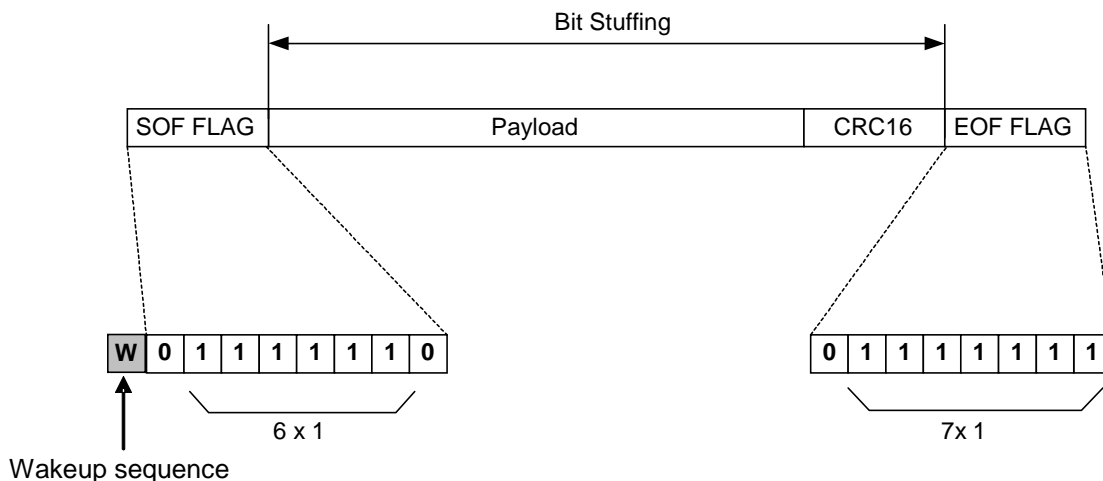 Bit Stuffing
SOF FLAG Payload CRC16 EOF FLAG
W 0 1 1 1 1 1 1 0 0 1 1 1 1 1 1 1
6 x 1 7x 1
Wakeup sequence